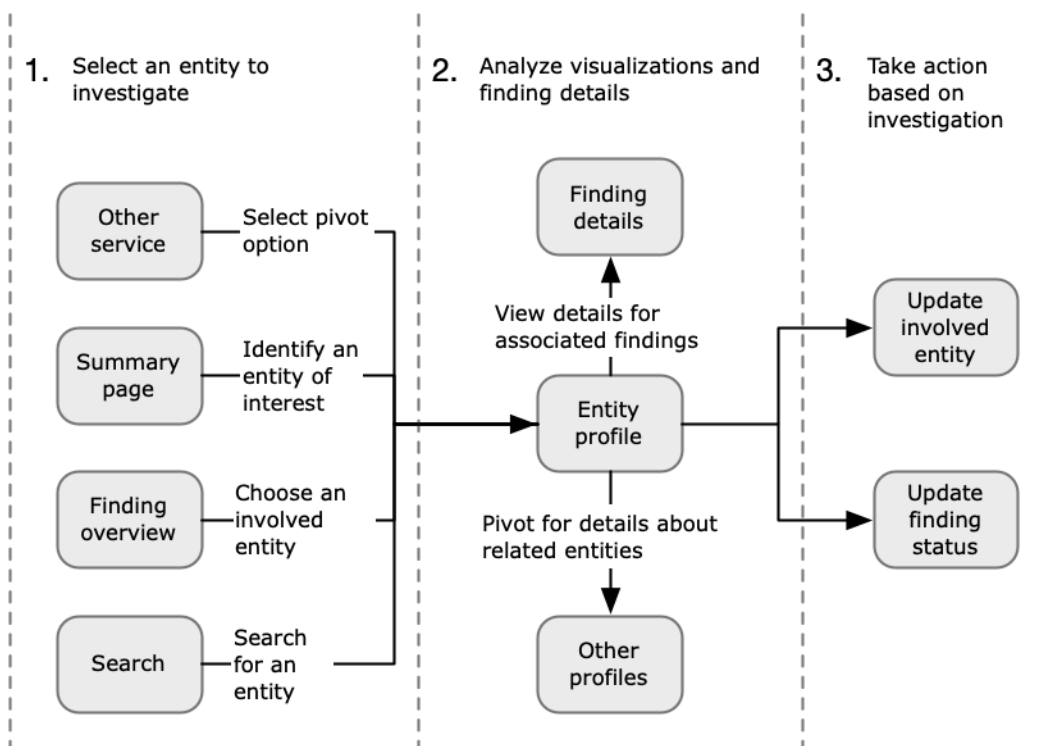 1. Select an entity to
investigate
Other
service
Select pivot
option
Summary
page
Identify an
entity of
interest
Finding
overview
Choose an
involved
entity
Search
Search
for an
entity
2. Analyze visualizations and
finding details
Finding
details
View details for
associated findings
Entity
profile
Pivot for details about
related entities
Other
profiles
3. Take action
based on
investigation
Update
involved
entity
Update
finding
status